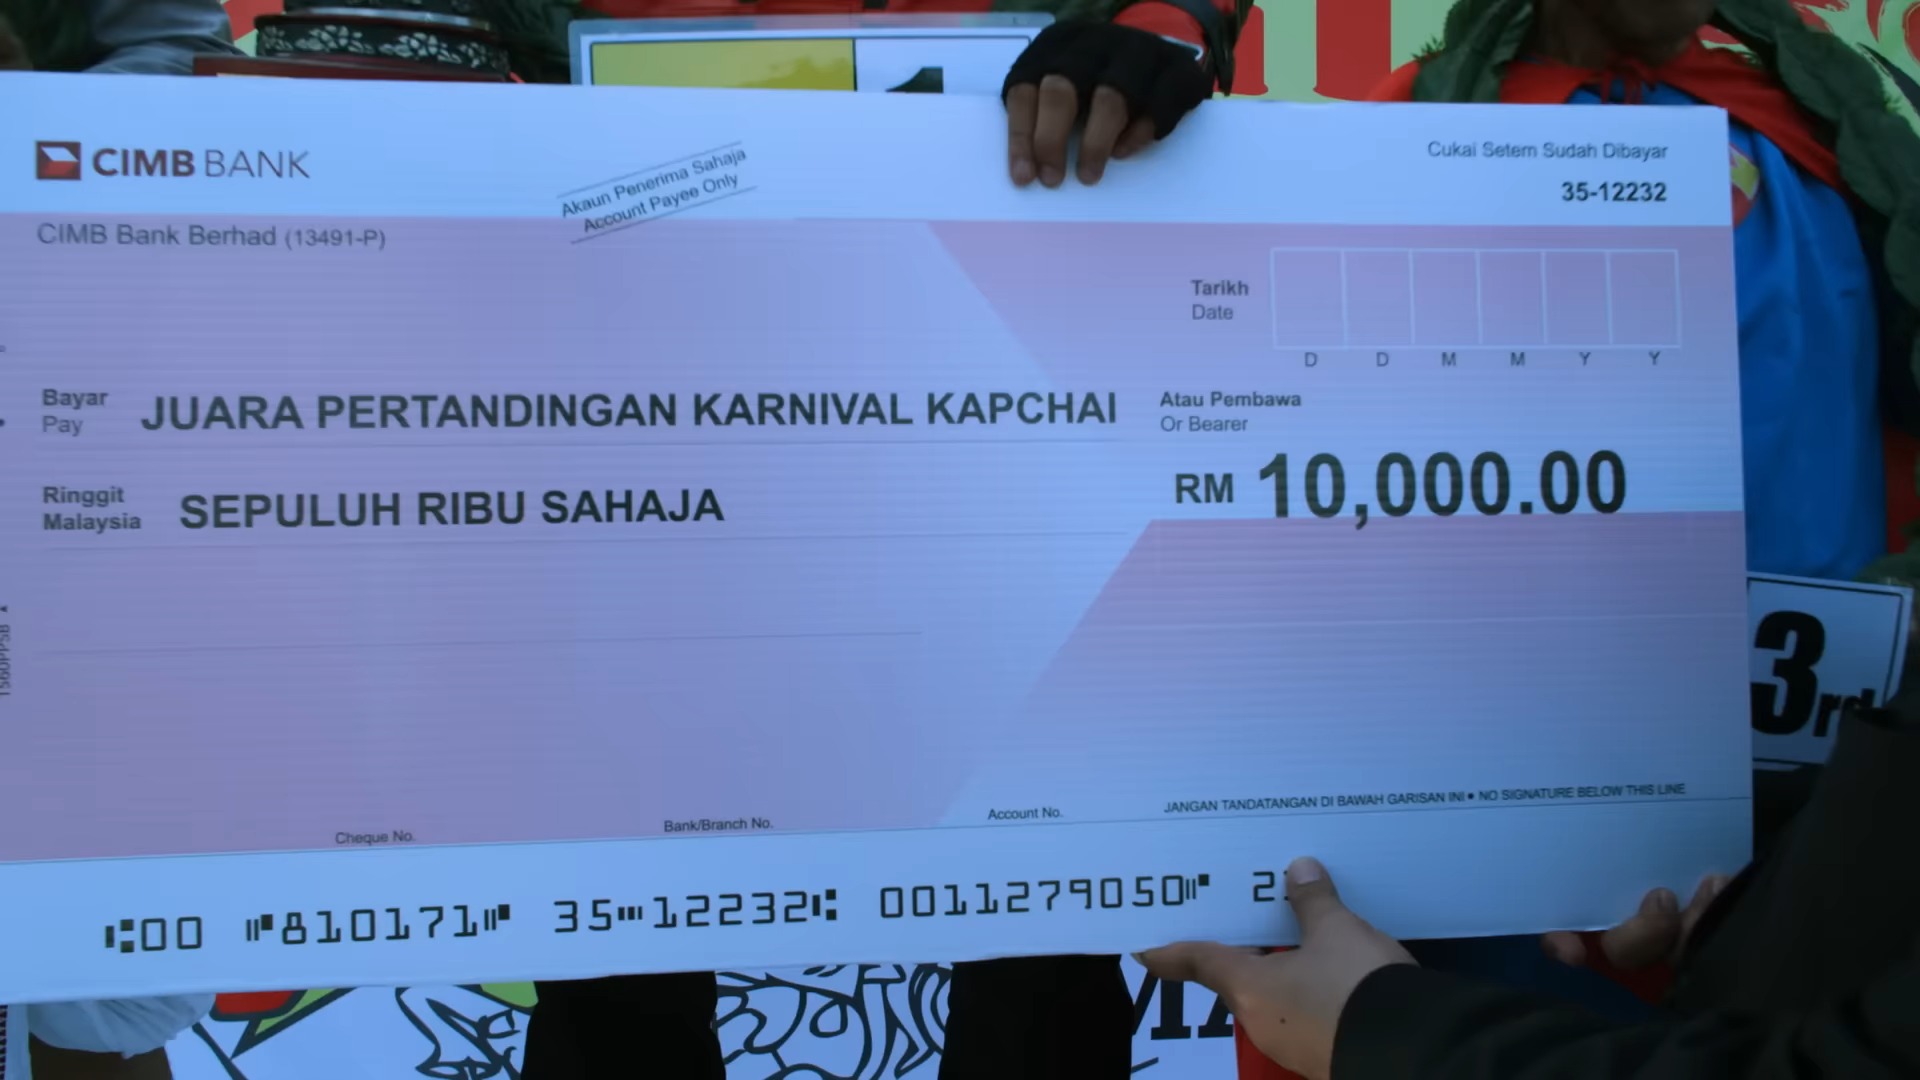 1
CIMB BANK
Akaun Penerima Sahaja
Account Payee Only
Cukai Setem Sudah Dibayar
35-12232
CIMB Bank Berhad (13491-P)
Tarikh
Date
D D M M Y Y
Bayar
Pay
JUARA PERTANDINGAN KARNIVAL KAPCHAI
Atau Pembawa
Or Bearer
Ringgit
Malaysia
SEPULUH RIBU SAHAJA
RM 10,000.00
3rd
Cheque No.
Bank/Branch No.
Account No.
JANGAN TANDATANGAN DI BAWAH GARISAN INI • NO SIGNATURE BELOW THIS LINE
⑆00 ⑈810171⑈ 35⑉12232⑆ 0011279050⑈ 2